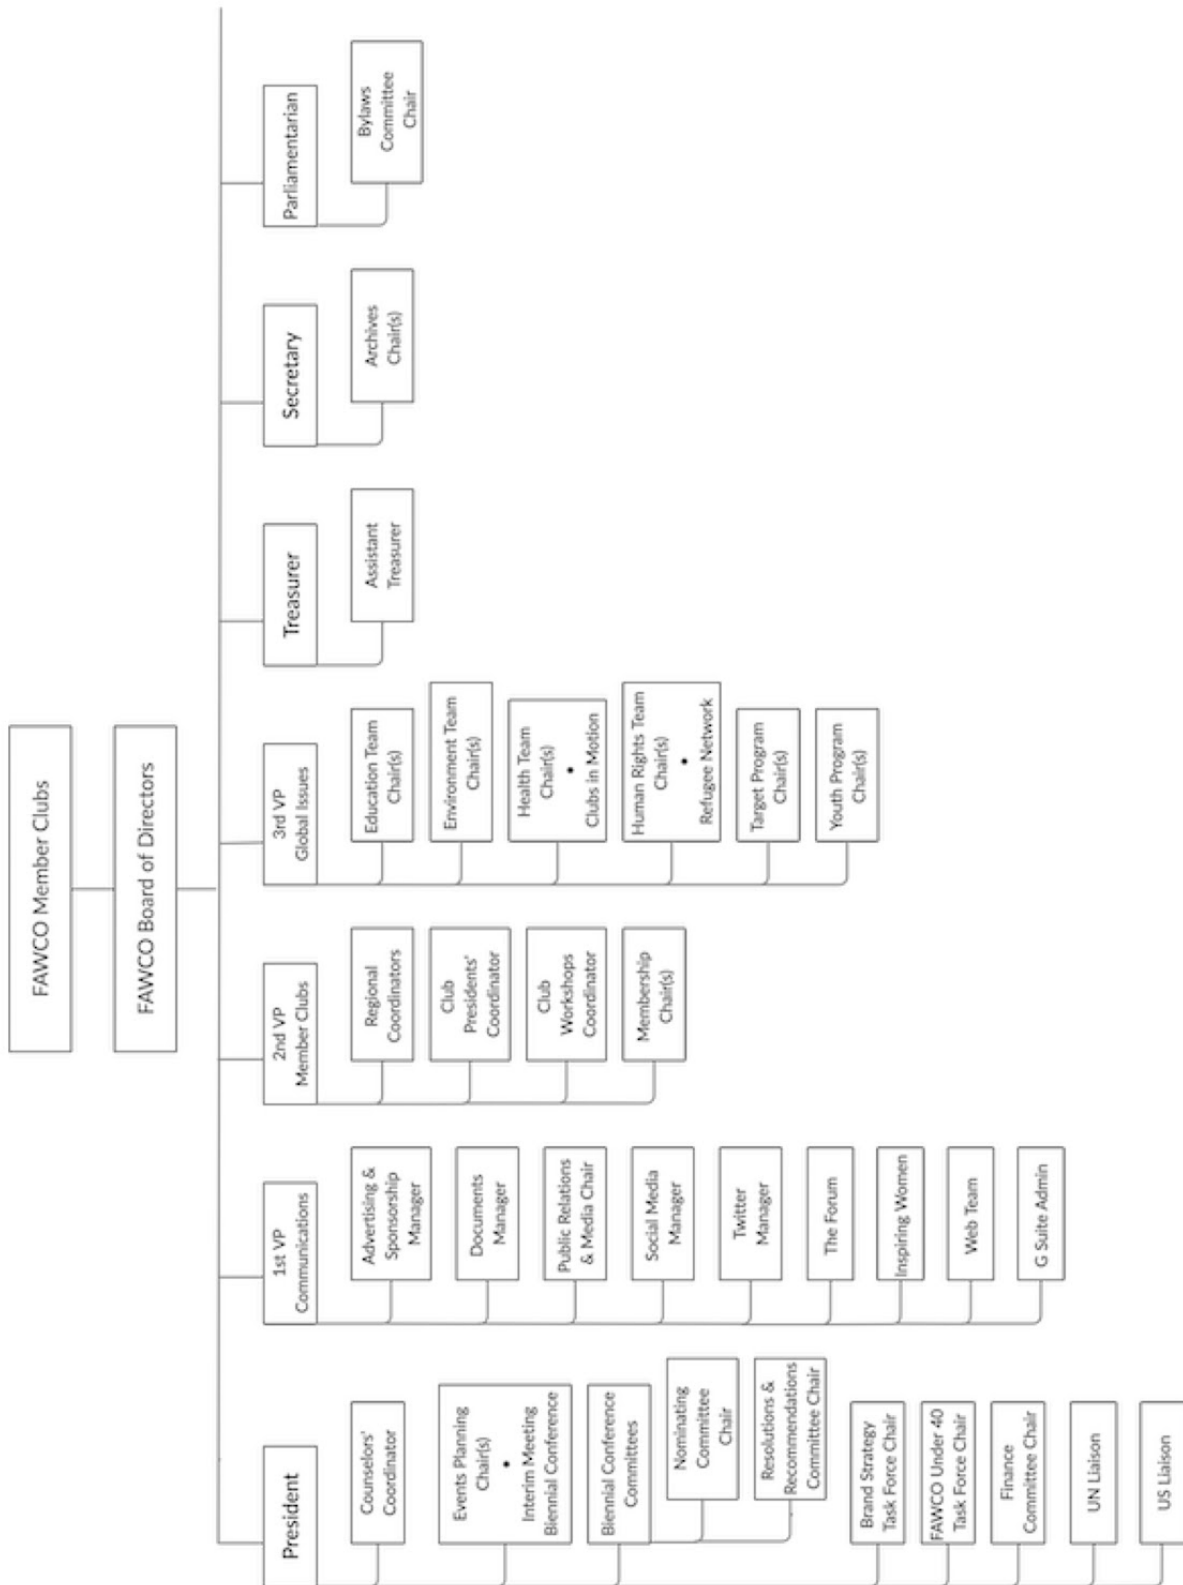 FAWCO Member Clubs
FAWCO Board of Directors
President
Counselors'
Coordinator
Events Planning
Chair(s)
•
Interim Meeting
Biennial Conference
Biennial Conference
Committees
Nominating
Committee
Chair
Resolutions &
Recommendations
Committee Chair
Brand Strategy
Task Force Chair
FAWCO Under 40
Task Force Chair
Finance
Committee Chair
UN Liaison
US Liaison
1st VP
Communications
Advertising &
Sponsorship
Manager
Documents
Manager
Public Relations
& Media Chair
Social Media
Manager
Twitter
Manager
The Forum
Inspiring Women
Web Team
G Suite Admin
2nd VP
Member Clubs
Regional
Coordinators
Club
Presidents'
Coordinator
Club
Workshops
Coordinator
Membership
Chair(s)
3rd VP
Global Issues
Education Team
Chair(s)
Environment Team
Chair(s)
Health Team
Chair(s)
•
Clubs in Motion
Human Rights Team
Chair(s)
•
Refugee Network
Target Program
Chair(s)
Youth Program
Chair(s)
Treasurer
Assistant
Treasurer
Secretary
Archives
Chair(s)
Parliamentarian
Bylaws
Committee
Chair